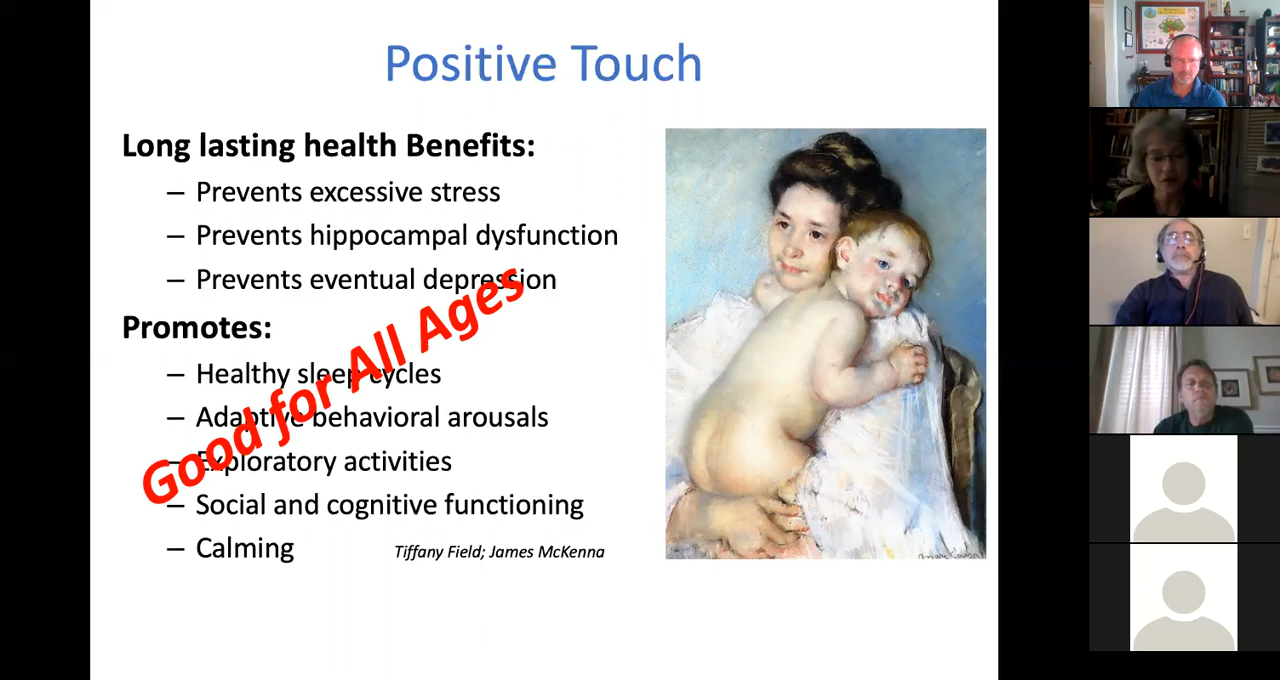 Positive Touch
Long lasting health Benefits:
– Prevents excessive stress
– Prevents hippocampal dysfunction
– Prevents eventual depression
Promotes:
– Healthy sleep cycles
– Adaptive behavioral arousals
– Exploratory activities
– Social and cognitive functioning
– Calming
Tiffany Field; James McKenna
Good for All Ages